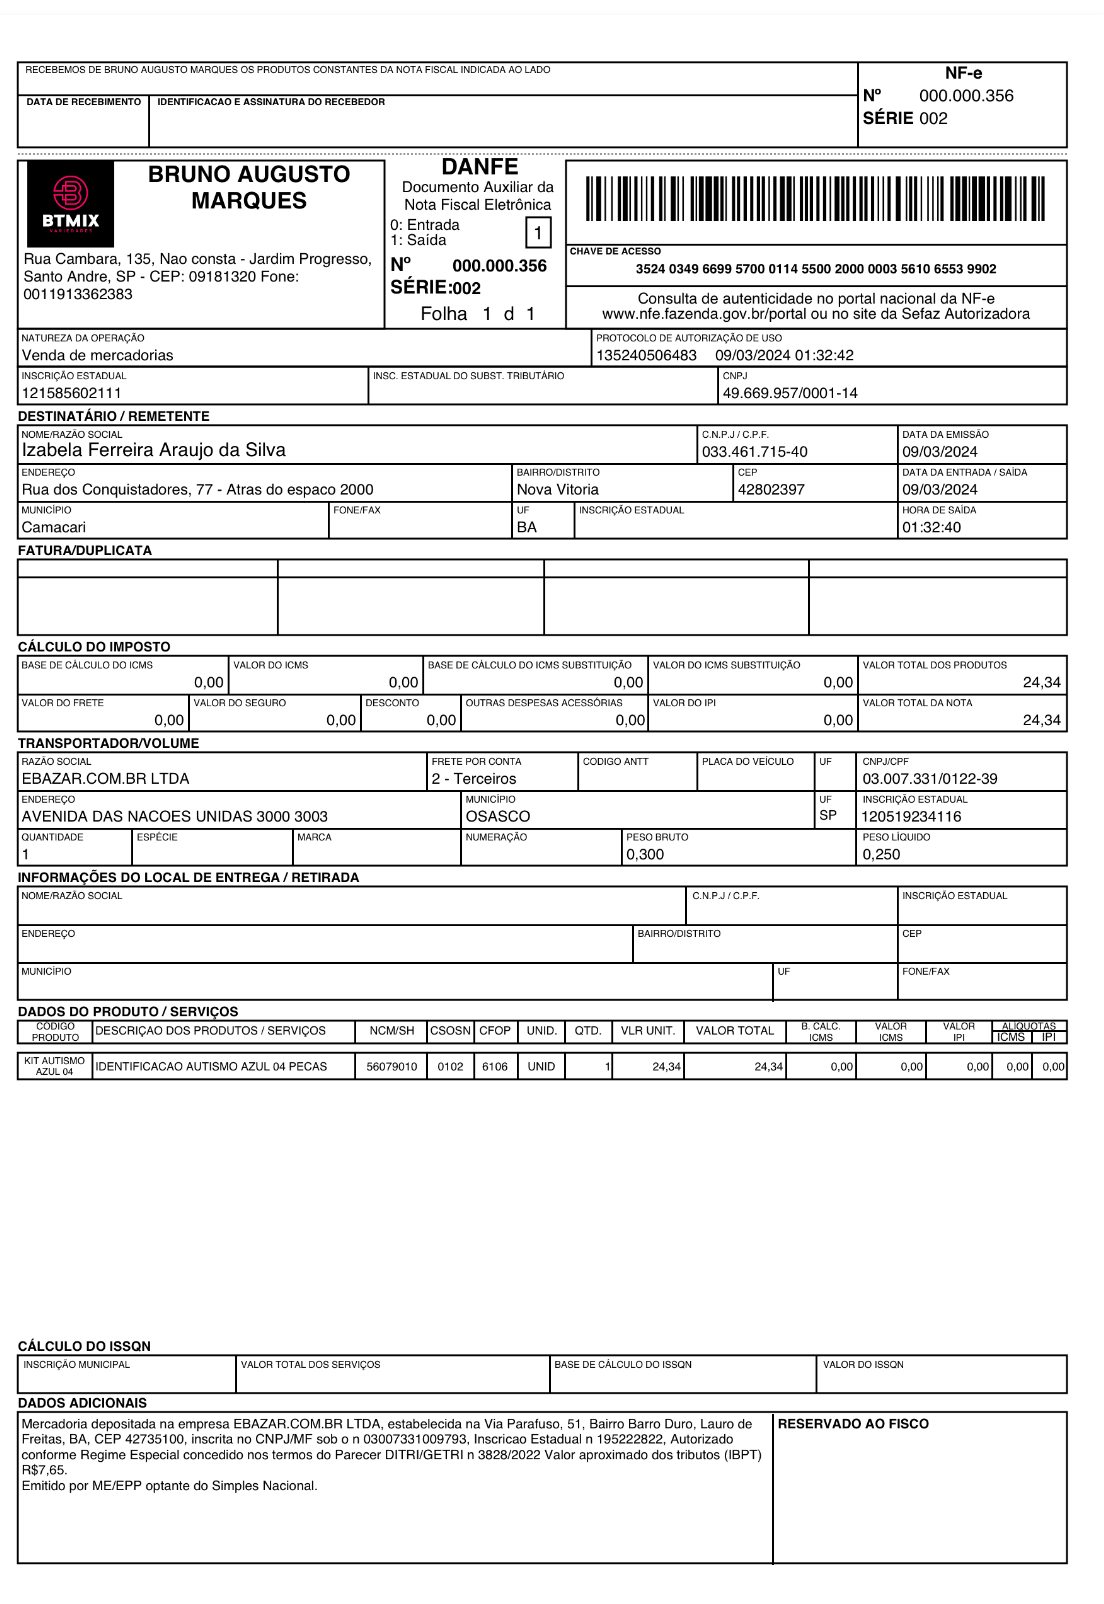 RECEBEMOS DE BRUNO AUGUSTO MARQUES OS PRODUTOS CONSTANTES DA NOTA FISCAL INDICADA AO LADO
DATA DE RECEBIMENTO IDENTIFICACAO E ASSINATURA DO RECEBEDOR
NF-e
Nº 000.000.356
SÉRIE 002
BTMIX
VARIEDADES
BRUNO AUGUSTO
MARQUES
Rua Cambara, 135, Nao consta - Jardim Progresso,
Santo Andre, SP - CEP: 09181320 Fone:
0011913362383
DANFE
Documento Auxiliar da
Nota Fiscal Eletrônica
0: Entrada
1: Saída
1
Nº 000.000.356
SÉRIE:002
Folha 1 d 1
CHAVE DE ACESSO
3524 0349 6699 5700 0114 5500 2000 0003 5610 6553 9902
Consulta de autenticidade no portal nacional da NF-e
www.nfe.fazenda.gov.br/portal ou no site da Sefaz Autorizadora
NATUREZA DA OPERAÇÃO PROTOCOLO DE AUTORIZAÇÃO DE USO
Venda de mercadorias 135240506483 09/03/2024 01:32:42
INSCRIÇÃO ESTADUAL INSC. ESTADUAL DO SUBST. TRIBUTÁRIO CNPJ
121585602111 49.669.957/0001-14
DESTINATÁRIO / REMETENTE
NOME/RAZÃO SOCIAL C.N.P.J / C.P.F. DATA DA EMISSÃO
Izabela Ferreira Araujo da Silva 033.461.715-40 09/03/2024
ENDEREÇO BAIRRO/DISTRITO CEP DATA DA ENTRADA / SAÍDA
Rua dos Conquistadores, 77 - Atras do espaco 2000 Nova Vitoria 42802397 09/03/2024
MUNICÍPIO FONE/FAX UF INSCRIÇÃO ESTADUAL HORA DE SAÍDA
Camacari BA 01:32:40
FATURA/DUPLICATA
CÁLCULO DO IMPOSTO
BASE DE CÁLCULO DO ICMS VALOR DO ICMS BASE DE CÁLCULO DO ICMS SUBSTITUIÇÃO VALOR DO ICMS SUBSTITUIÇÃO VALOR TOTAL DOS PRODUTOS
0,00 0,00 0,00 0,00 24,34
VALOR DO FRETE VALOR DO SEGURO DESCONTO OUTRAS DESPESAS ACESSÓRIAS VALOR DO IPI VALOR TOTAL DA NOTA
0,00 0,00 0,00 0,00 0,00 24,34
TRANSPORTADOR/VOLUME
RAZÃO SOCIAL FRETE POR CONTA CODIGO ANTT PLACA DO VEÍCULO UF CNPJ/CPF
EBAZAR.COM.BR LTDA 2 - Terceiros 03.007.331/0122-39
ENDEREÇO MUNICÍPIO UF INSCRIÇÃO ESTADUAL
AVENIDA DAS NACOES UNIDAS 3000 3003 OSASCO SP 120519234116
QUANTIDADE ESPÉCIE MARCA NUMERAÇÃO PESO BRUTO PESO LÍQUIDO
1 0,300 0,250
INFORMAÇÕES DO LOCAL DE ENTREGA / RETIRADA
NOME/RAZÃO SOCIAL C.N.P.J / C.P.F. INSCRIÇÃO ESTADUAL
ENDEREÇO BAIRRO/DISTRITO CEP
MUNICÍPIO UF FONE/FAX
DADOS DO PRODUTO / SERVIÇOS
CÓDIGO PRODUTO DESCRIÇAO DOS PRODUTOS / SERVIÇOS NCM/SH CSOSN CFOP UNID. QTD. VLR UNIT. VALOR TOTAL B. CALC. ICMS VALOR ICMS VALOR IPI ALÍQUOTAS ICMS IPI
KIT AUTISMO AZUL 04 IDENTIFICACAO AUTISMO AZUL 04 PECAS 56079010 0102 6106 UNID 1 24,34 24,34 0,00 0,00 0,00 0,00 0,00
CÁLCULO DO ISSQN
INSCRIÇÃO MUNICIPAL VALOR TOTAL DOS SERVIÇOS BASE DE CÁLCULO DO ISSQN VALOR DO ISSQN
DADOS ADICIONAIS
Mercadoria depositada na empresa EBAZAR.COM.BR LTDA, estabelecida na Via Parafuso, 51, Bairro Barro Duro, Lauro de
Freitas, BA, CEP 42735100, inscrita no CNPJ/MF sob o n 03007331009793, Inscricao Estadual n 195222822, Autorizado
conforme Regime Especial concedido nos termos do Parecer DITRI/GETRI n 3828/2022 Valor aproximado dos tributos (IBPT)
R$7,65.
Emitido por ME/EPP optante do Simples Nacional.
RESERVADO AO FISCO